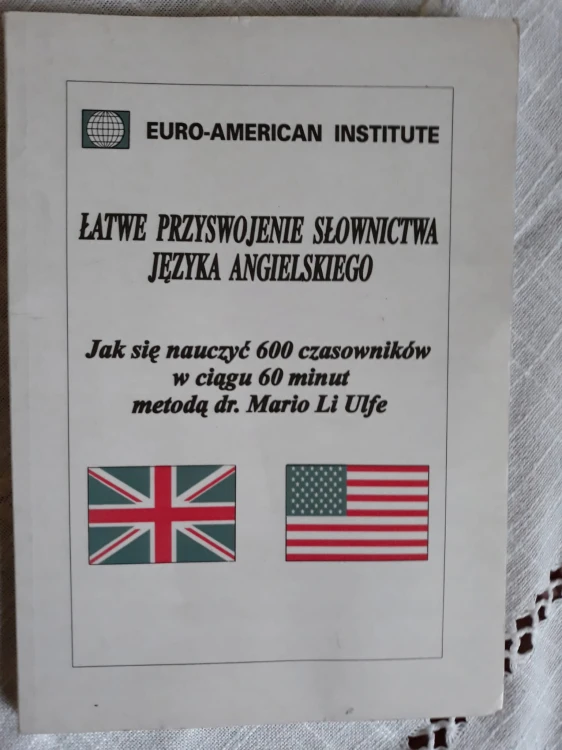 EURO-AMERICAN INSTITUTE
ŁATWE PRZYSWOJENIE SŁOWNICTWA
JĘZYKA ANGIELSKIEGO
Jak się nauczyć 600 czasowników
w ciągu 60 minut
metodą dr. Mario Li Ulfe